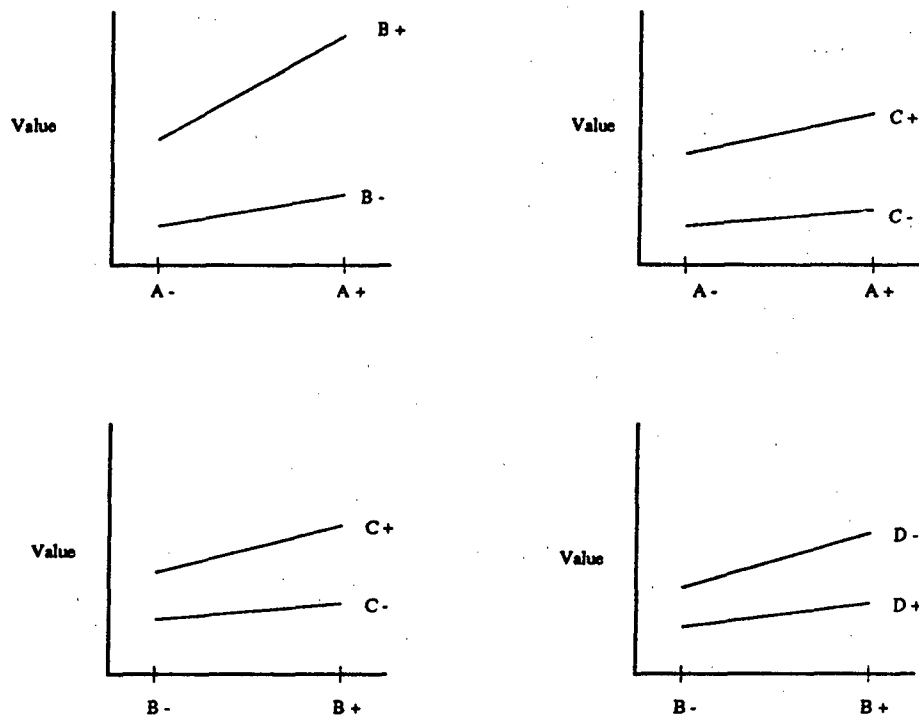 B +
Value
B -
A - A +
C +
Value
C -
A - A +
C +
Value
C -
B - B +
D -
Value
D +
B - B +